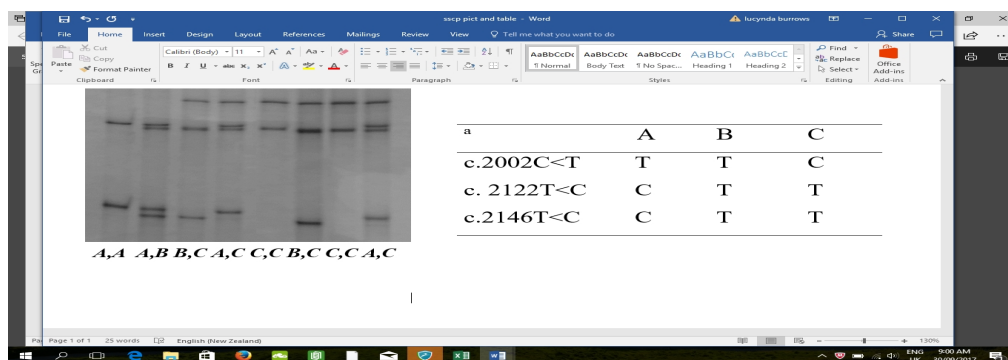 sscp pict and table - Word
lucynda burrows
File Home Insert Design Layout References Mailings Review View Tell me what you want to do
Share
Cut
Copy
Format Painter
Paste
Clipboard
Calibri (Body) 11
Font
Paragraph
AaBbCcDc AaBbCcDc AaBbCcDc AaBbCc AaBbCcE
¶ Normal Body Text ¶ No Spac... Heading 1 Heading 2
Styles
Find
Replace
Select
Editing
Office Add-ins
Add-ins
a A B C
c.2002C<T T T C
c. 2122T<C C T T
c.2146T<C C T T
A,A A,B B,C A,C C,C B,C C,C A,C
Page 1 of 1 25 words English (New Zealand)
130%
ENG 9:00 AM
UK 20/09/2017